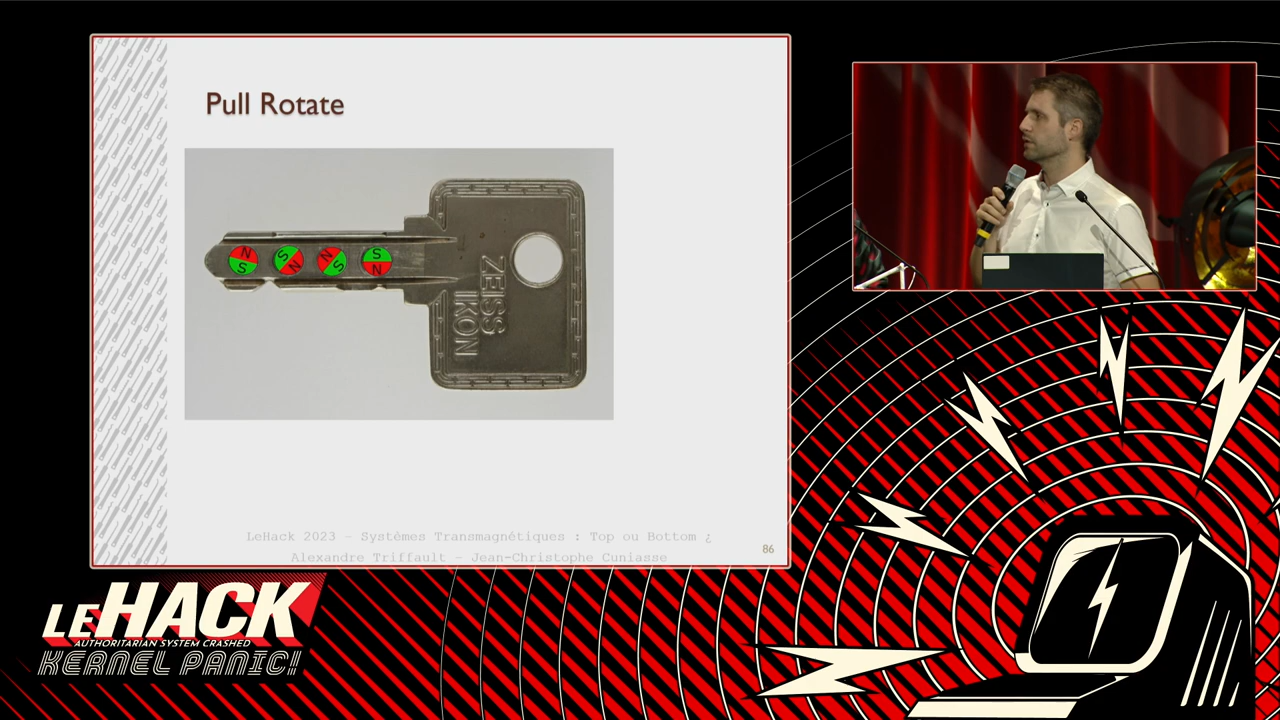 Pull Rotate
N
S
S
N
N
S
S
N
ZEISS
IKON
LeHack 2023 - Systèmes Transmagnétiques : Top ou Bottom ¿
Alexandre Triffault - Jean-Christophe Cuniasse
86
LEHACK
AUTHORITARIAN SYSTEM CRASHED
KERNEL PANIC!